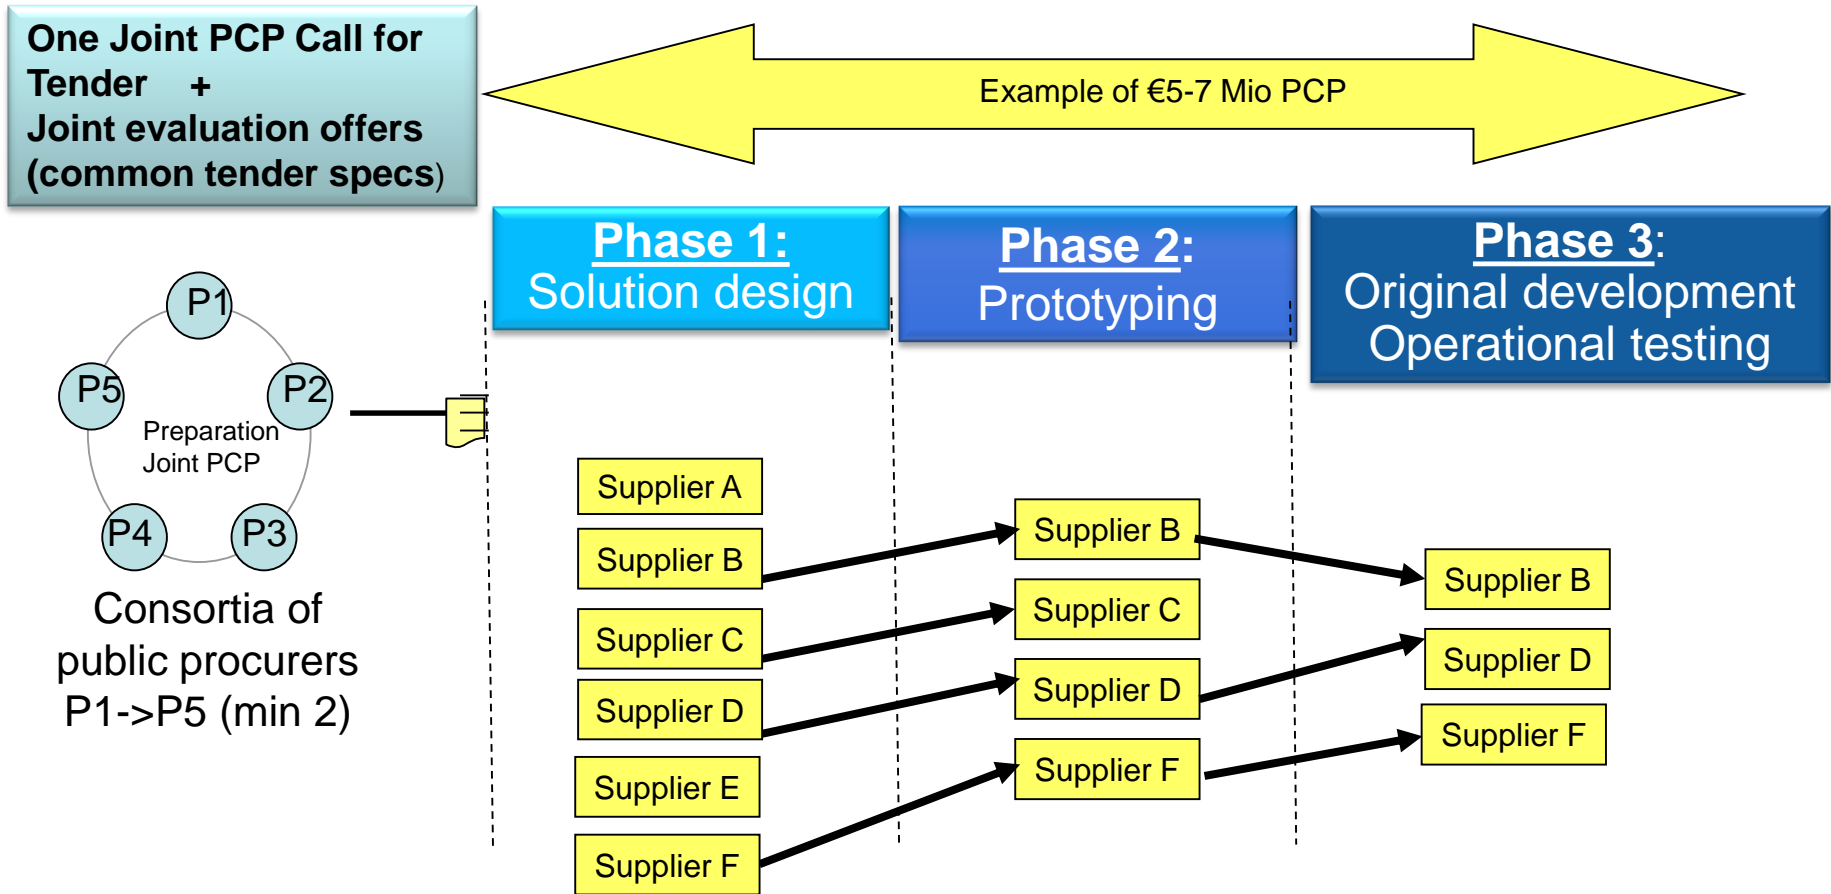 One Joint PCP Call for
Tender +
Joint evaluation offers
(common tender specs)
Example of €5-7 Mio PCP
Phase 1:
Solution design
Phase 2:
Prototyping
Phase 3:
Original development
Operational testing
P1
P5
P2
Preparation
Joint PCP
P4
P3
Consortia of
public procurers
P1->P5 (min 2)
Supplier A
Supplier B
Supplier C
Supplier D
Supplier E
Supplier F
Supplier B
Supplier C
Supplier D
Supplier F
Supplier B
Supplier D
Supplier F